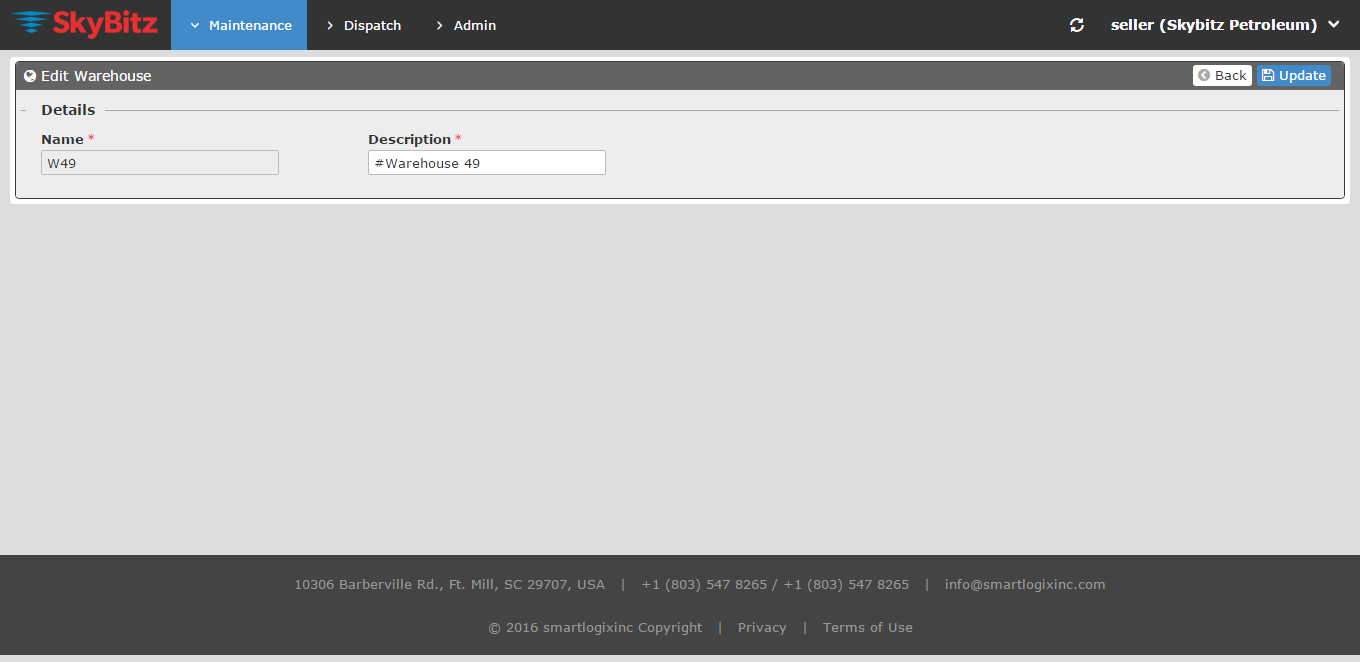 SkyBitz Maintenance Dispatch Admin seller (Skybitz Petroleum)
Edit Warehouse Back Update
Details
Name * Description *
W49 #Warehouse 49
10306 Barberville Rd., Ft. Mill, SC 29707, USA | +1 (803) 547 8265 / +1 (803) 547 8265 | info@smartlogixinc.com
© 2016 smartlogixinc Copyright | Privacy | Terms of Use